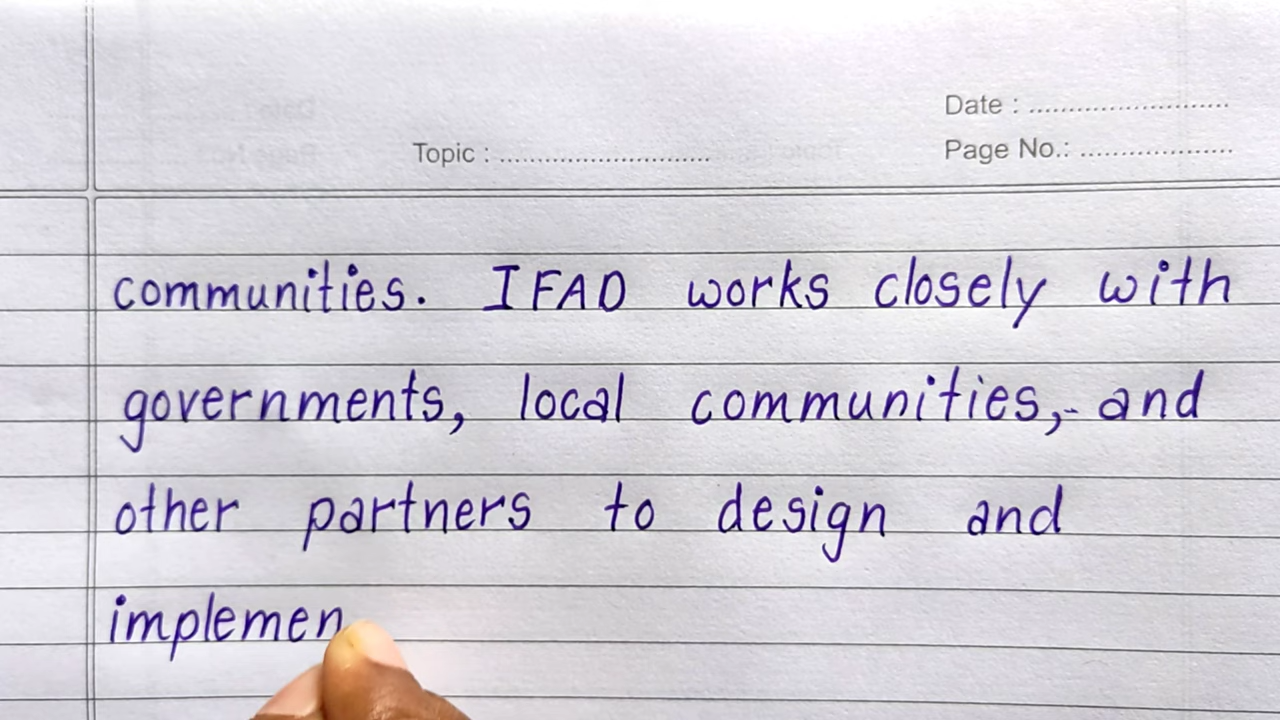 Date : ..........................
Topic : ............................
Page No.: ....................
communities. IFAD works closely with
governments, local communities,- and
other partners to design and
implemen